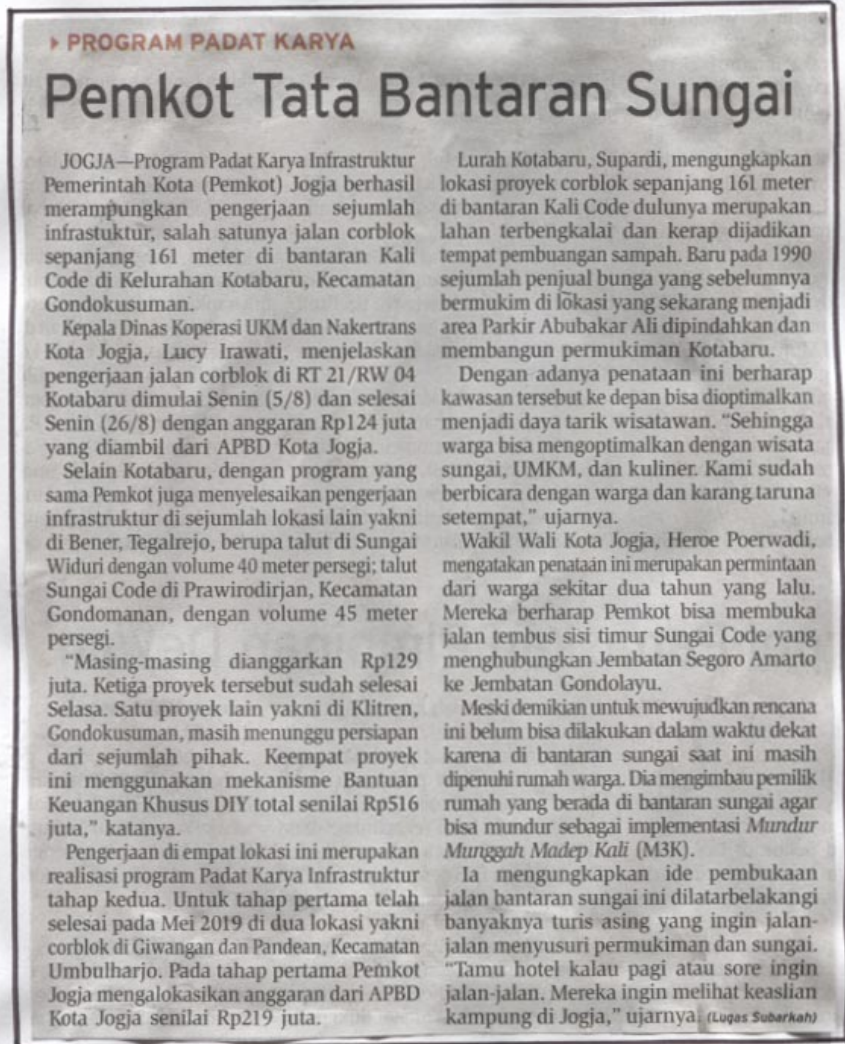 PROGRAM PADAT KARYA
Pemkot Tata Bantaran Sungai
JOGJA—Program Padat Karya Infrastruktur
Pemerintah Kota (Pemkot) Jogja berhasil
merampungkan pengerjaan sejumlah
infrastuktur, salah satunya jalan corblok
sepanjang 161 meter di bantaran Kali
Code di Kelurahan Kotabaru, Kecamatan
Gondokusuman.
Kepala Dinas Koperasi UKM dan Nakertrans
Kota Jogja, Lucy Irawati, menjelaskan
pengerjaan jalan corblok di RT 21/RW 04
Kotabaru dimulai Senin (5/8) dan selesai
Senin (26/8) dengan anggaran Rp124 juta
yang diambil dari APBD Kota Jogja.
Selain Kotabaru, dengan program yang
sama Pemkot juga menyelesaikan pengerjaan
infrastruktur di sejumlah lokasi lain yakni
di Bener, Tegalrejo, berupa talut di Sungai
Widuri dengan volume 40 meter persegi; talut
Sungai Code di Prawirodirjan, Kecamatan
Gondomanan, dengan volume 45 meter
persegi.
“Masing-masing dianggarkan Rp129
juta. Ketiga proyek tersebut sudah selesai
Selasa. Satu proyek lain yakni di Klitren,
Gondokusuman, masih menunggu persiapan
dari sejumlah pihak. Keempat proyek
ini menggunakan mekanisme Bantuan
Keuangan Khusus DIY total senilai Rp516
juta,” katanya.
Pengerjaan di empat lokasi ini merupakan
realisasi program Padat Karya Infrastruktur
tahap kedua. Untuk tahap pertama telah
selesai pada Mei 2019 di dua lokasi yakni
corblok di Giwangan dan Pandean, Kecamatan
Umbulharjo. Pada tahap pertama Pemkot
Jogja mengalokasikan anggaran dari APBD
Kota Jogja senilai Rp219 juta.
Lurah Kotabaru, Supardi, mengungkapkan
lokasi proyek corblok sepanjang 161 meter
di bantaran Kali Code dulunya merupakan
lahan terbengkalai dan kerap dijadikan
tempat pembuangan sampah. Baru pada 1990
sejumlah penjual bunga yang sebelumnya
bermukim di lokasi yang sekarang menjadi
area Parkir Abubakar Ali dipindahkan dan
membangun permukiman Kotabaru.
Dengan adanya penataan ini berharap
kawasan tersebut ke depan bisa dioptimalkan
menjadi daya tarik wisatawan. “Sehingga
warga bisa mengoptimalkan dengan wisata
sungai, UMKM, dan kuliner. Kami sudah
berbicara dengan warga dan karang taruna
setempat,” ujarnya.
Wakil Wali Kota Jogja, Heroe Poerwadi,
mengatakan penataan ini merupakan permintaan
dari warga sekitar dua tahun yang lalu.
Mereka berharap Pemkot bisa membuka
jalan tembus sisi timur Sungai Code yang
menghubungkan Jembatan Segoro Amarto
ke Jembatan Gondolayu.
Meski demikian untuk mewujudkan rencana
ini belum bisa dilakukan dalam waktu dekat
karena di bantaran sungai saat ini masih
dipenuhi rumah warga. Dia mengimbau pemilik
rumah yang berada di bantaran sungai agar
bisa mundur sebagai implementasi Mundur
Munggah Madep Kali (M3K).
Ia mengungkapkan ide pembukaan
jalan bantaran sungai ini dilatarbelakangi
banyaknya turis asing yang ingin jalan-
jalan menyusuri permukiman dan sungai.
“Tamu hotel kalau pagi atau sore ingin
jalan-jalan. Mereka ingin melihat keaslian
kampung di Jogja,” ujarnya. (Lugas Subarkah)